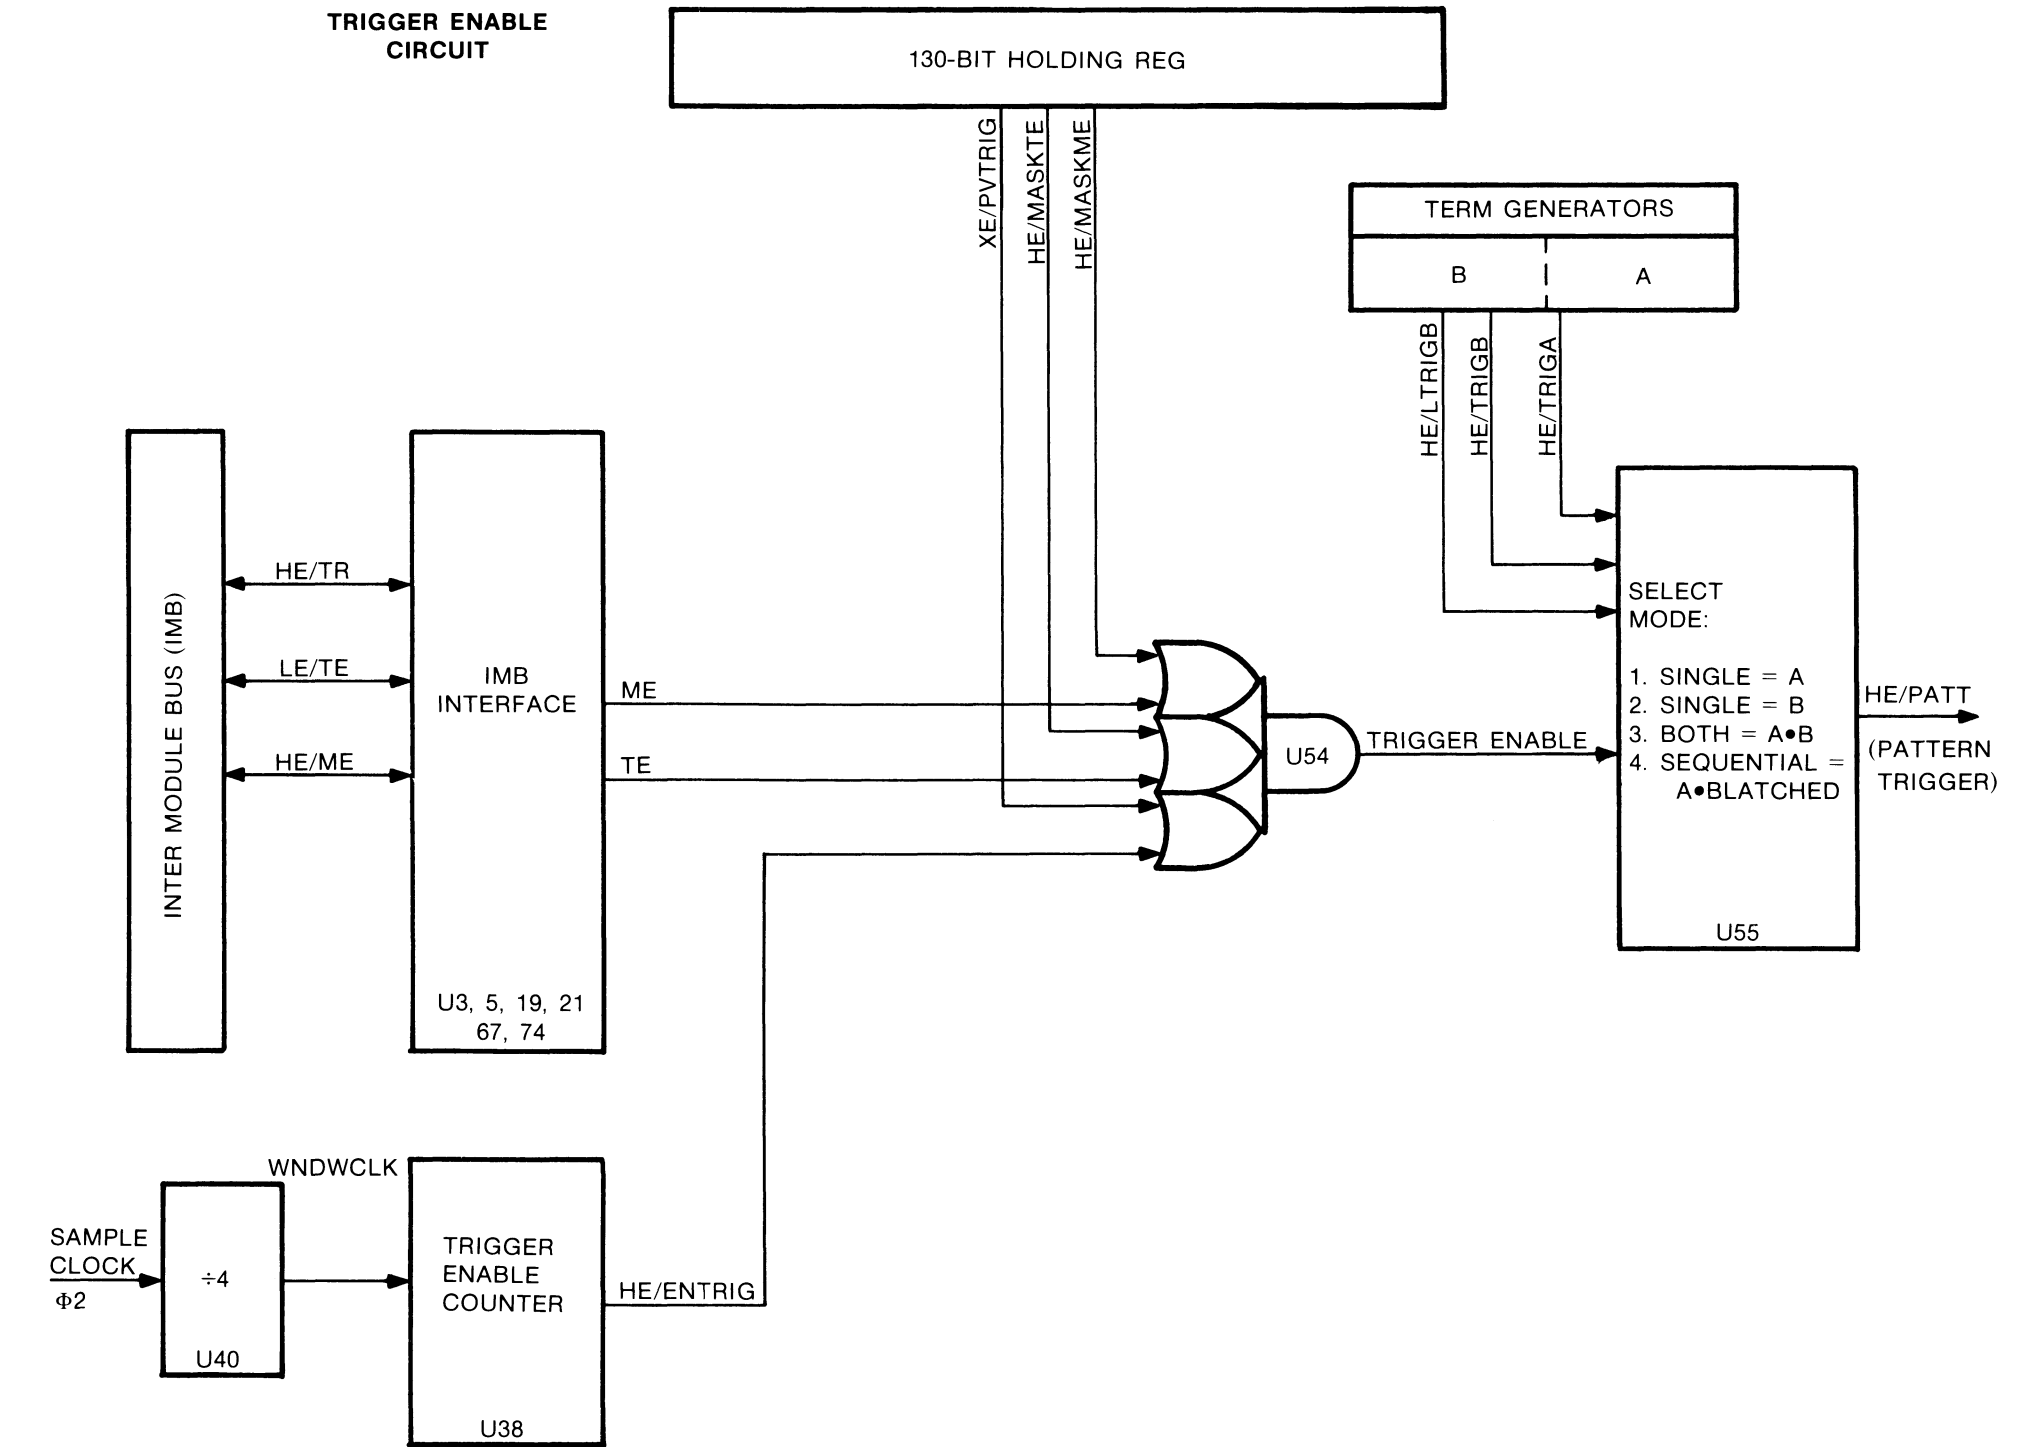 TRIGGER ENABLE
CIRCUIT
130-BIT HOLDING REG
XE/PVTRIG
HE/MASKTE
HE/MASKME
TERM GENERATORS
B
A
HE/LTRIGB
HE/TRIGB
HE/TRIGA
INTER MODULE BUS (IMB)
HE/TR
LE/TE
HE/ME
IMB
INTERFACE
U3, 5, 19, 21
67, 74
ME
TE
U54
TRIGGER ENABLE
SELECT
MODE:
1. SINGLE = A
2. SINGLE = B
3. BOTH = A•B
4. SEQUENTIAL =
A•BLATCHED
U55
HE/PATT
(PATTERN
TRIGGER)
SAMPLE
CLOCK
Φ2
÷4
U40
WNDWCLK
TRIGGER
ENABLE
COUNTER
U38
HE/ENTRIG